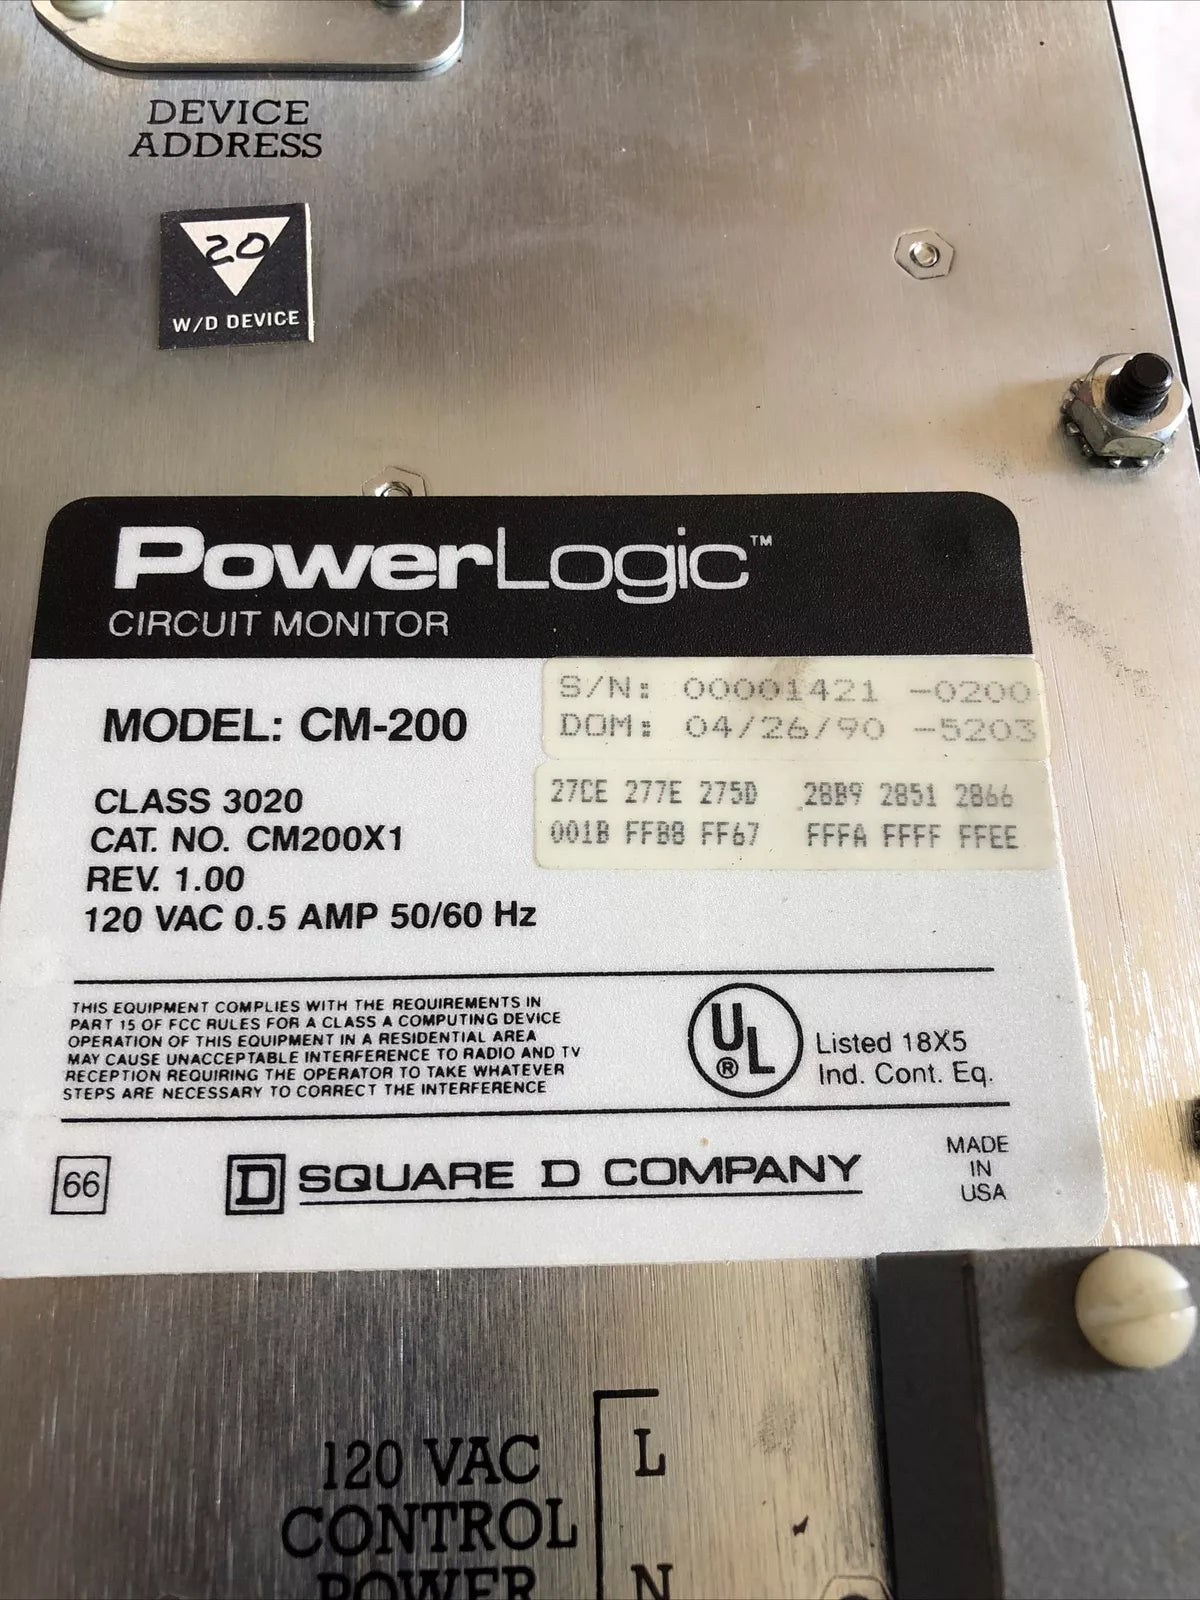 DEVICE
ADDRESS
20
W/D DEVICE
PowerLogic™
CIRCUIT MONITOR
MODEL: CM-200
S/N: 00001421 -0200
DOM: 04/26/90 -5203
27CE 277E 275D 28B9 2851 2866
001B FFB8 FF67 FFFA FFFF FFEE
CLASS 3020
CAT. NO. CM200X1
REV. 1.00
120 VAC 0.5 AMP 50/60 Hz
THIS EQUIPMENT COMPLIES WITH THE REQUIREMENTS IN
PART 15 OF FCC RULES FOR A CLASS A COMPUTING DEVICE
OPERATION OF THIS EQUIPMENT IN A RESIDENTIAL AREA
MAY CAUSE UNACCEPTABLE INTERFERENCE TO RADIO AND TV
RECEPTION REQUIRING THE OPERATOR TO TAKE WHATEVER
STEPS ARE NECESSARY TO CORRECT THE INTERFERENCE
UL ®
Listed 18X5
Ind. Cont. Eq.
66
D SQUARE D COMPANY
MADE
IN
USA
120 VAC
CONTROL
POWER
L
N